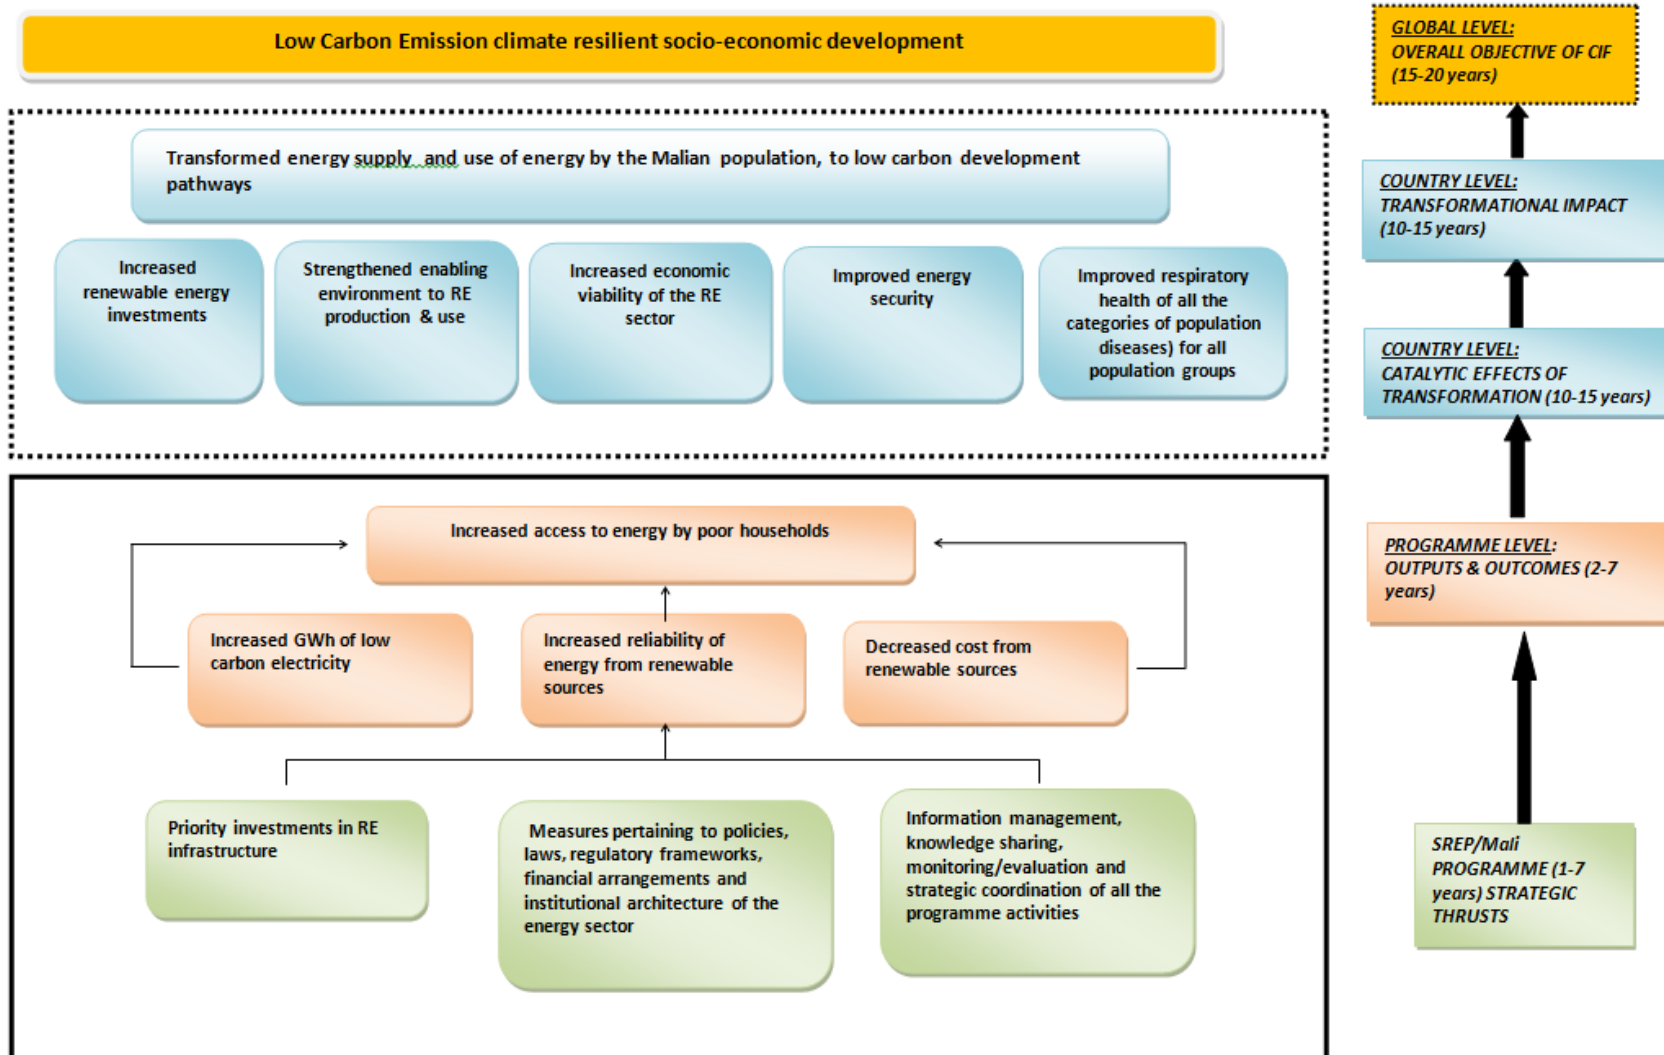 Low Carbon Emission climate resilient socio-economic development
Transformed energy supply  and use of energy by the Malian population, to low carbon development
pathways
Increased
renewable energy
investments
Strengthened enabling
environment to RE
production & use
Increased economic
viability of the RE
sector
Improved energy
security
Improved respiratory
health of all the
categories of population
diseases) for all
population groups
Increased access to energy by poor households
Increased GWh of low
carbon electricity
Increased reliability of
energy from renewable
sources
Decreased cost from
renewable sources
Priority investments in RE
infrastructure
Measures pertaining to policies,
laws, regulatory frameworks,
financial arrangements and
institutional architecture of the
energy sector
Information management,
knowledge sharing,
monitoring/evaluation and
strategic coordination of all the
programme activities
GLOBAL LEVEL:
OVERALL OBJECTIVE OF CIF
(15-20 years)
COUNTRY LEVEL:
TRANSFORMATIONAL IMPACT
(10-15 years)
COUNTRY LEVEL:
CATALYTIC EFFECTS OF
TRANSFORMATION (10-15 years)
PROGRAMME LEVEL:
OUTPUTS & OUTCOMES (2-7
years)
SREP/Mali
PROGRAMME (1-7
years) STRATEGIC
THRUSTS